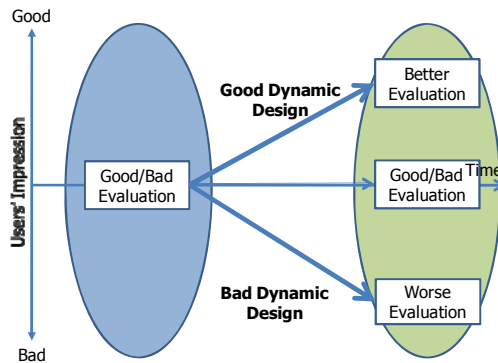 Good
Users' Impression
Bad
Good/Bad
Evaluation
Good Dynamic
Design
Bad Dynamic
Design
Better
Evaluation
Good/Bad
Evaluation
Time
Worse
Evaluation